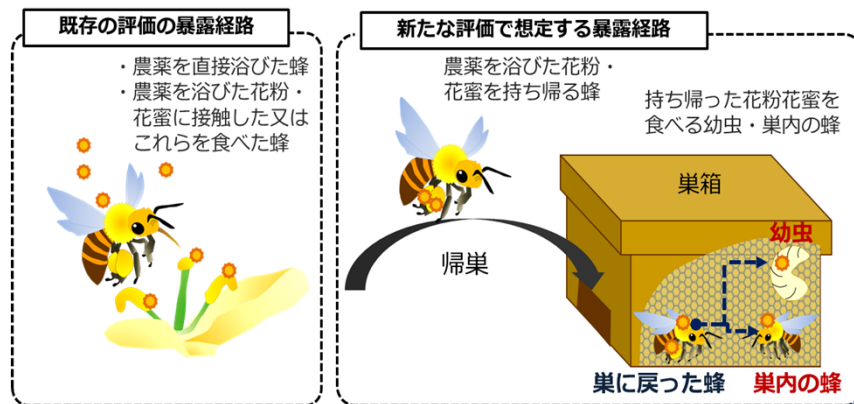 既存の評価の暴露経路
・農薬を直接浴びた蜂
・農薬を浴びた花粉・
花蜜に接触した又は
これらを食べた蜂
新たな評価で想定する暴露経路
農薬を浴びた花粉・
花蜜を持ち帰る蜂
持ち帰った花粉花蜜を
食べる幼虫・巣内の蜂
巣箱
帰巣
幼虫
巣に戻った蜂
巣内の蜂